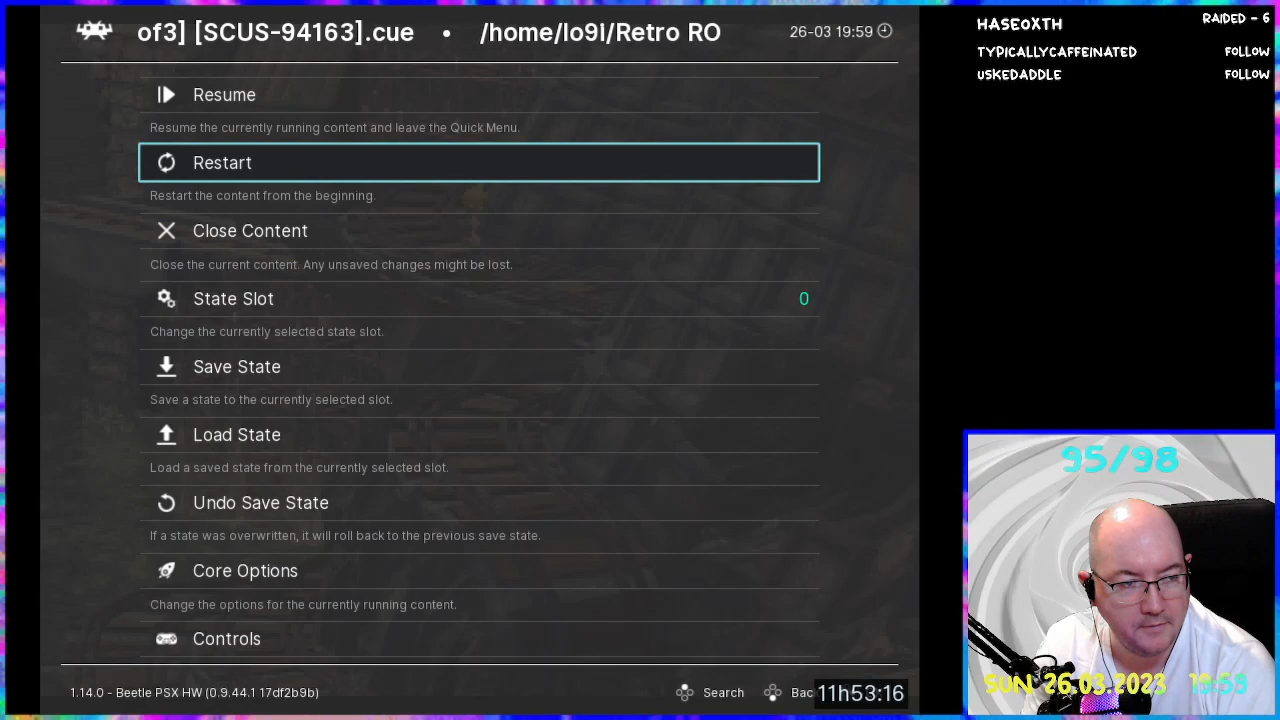 of3] [SCUS-94163].cue • /home/lo9i/Retro RO
26-03 19:59
Resume
Resume the currently running content and leave the Quick Menu.
Restart
Restart the content from the beginning.
Close Content
Close the current content. Any unsaved changes might be lost.
State Slot 0
Change the currently selected state slot.
Save State
Save a state to the currently selected slot.
Load State
Load a saved state from the currently selected slot.
Undo Save State
If a state was overwritten, it will roll back to the previous save state.
Core Options
Change the options for the currently running content.
Controls
1.14.0 - Beetle PSX HW (0.9.44.1 17df2b9b)
Search
Bac
11h53:16
HASEOXTH RAIDED - 6
TYPICALLYCAFFEINATED FOLLOW
USKEDADDLE FOLLOW
95/98
SUN 26.03.2023 19:59